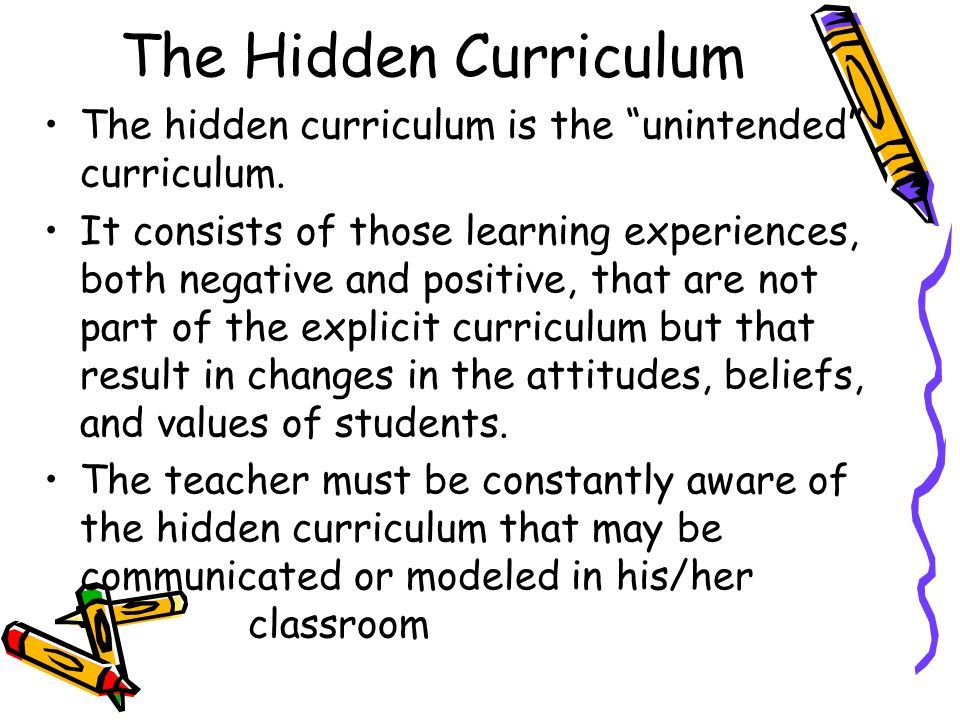 The Hidden Curriculum
• The hidden curriculum is the “unintended”
curriculum.
• It consists of those learning experiences,
both negative and positive, that are not
part of the explicit curriculum but that
result in changes in the attitudes, beliefs,
and values of students.
• The teacher must be constantly aware of
the hidden curriculum that may be
communicated or modeled in his/her
classroom